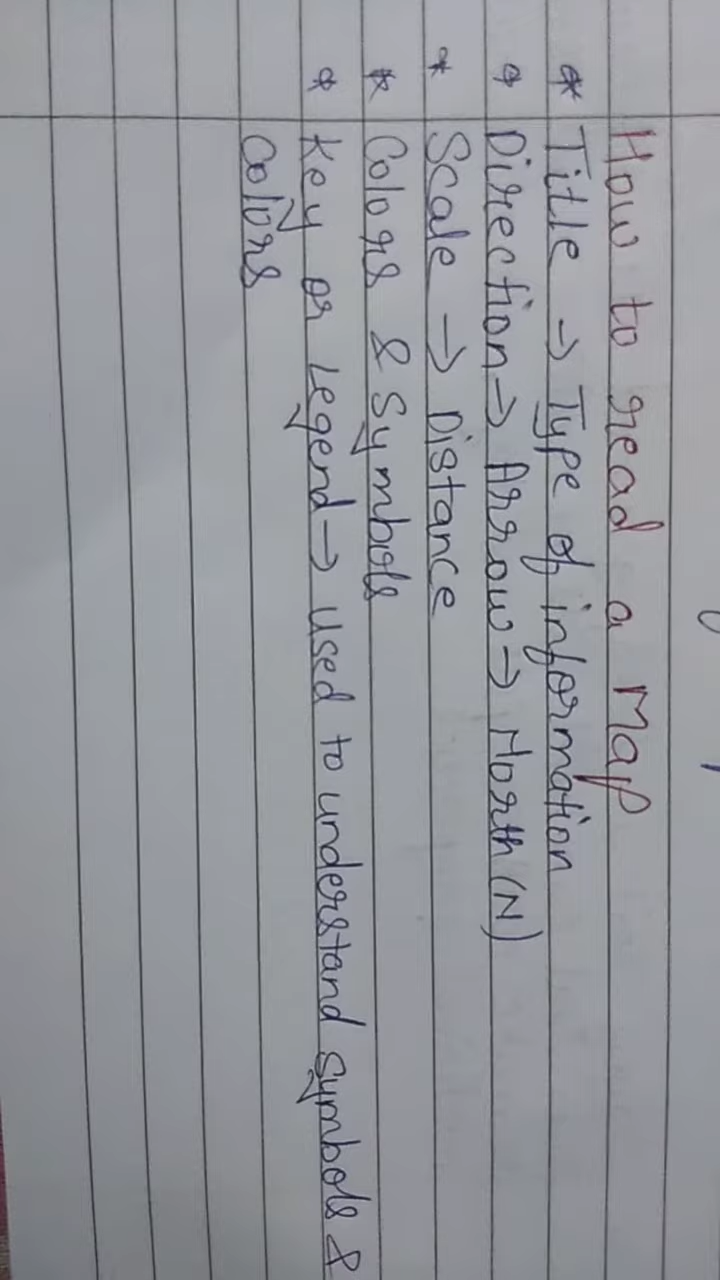 How to read a Map
* Title → Type of information
* Direction → Arrow → North (N)
* Scale → Distance
* Colors & Symbols
* Key or Legend → used to understand symbols &
Colors